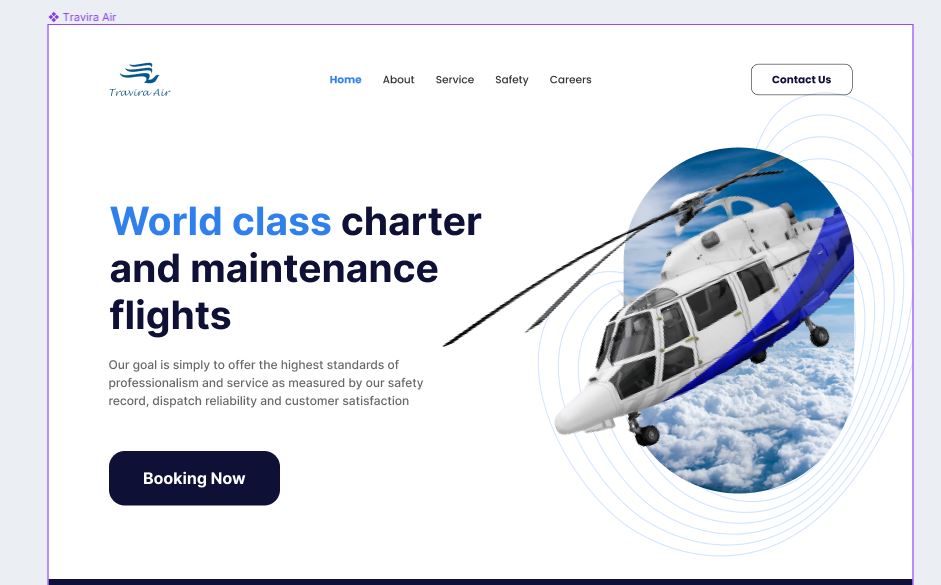 Travira Air
Travira Air
Home About Service Safety Careers
Contact Us
World class charter
and maintenance
flights
Our goal is simply to offer the highest standards of
professionalism and service as measured by our safety
record, dispatch reliability and customer satisfaction
Booking Now